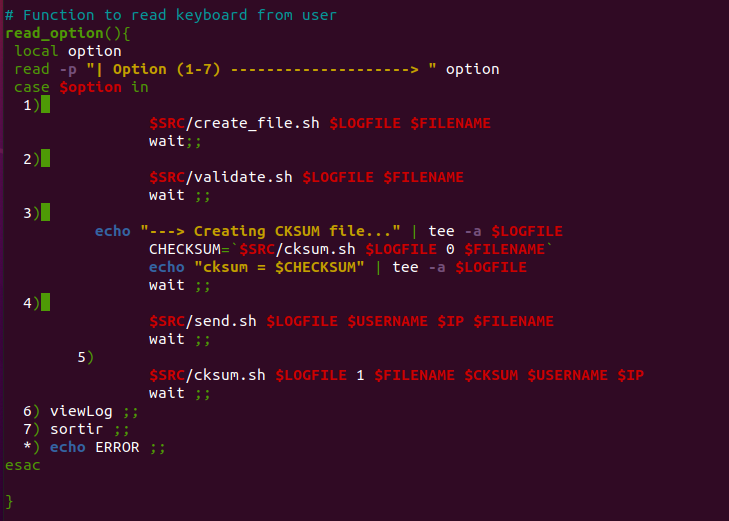 # Function to read keyboard from user
read_option(){
 local option
 read -p "| Option (1-7) --------------------> " option
 case $option in
  1)
                $SRC/create_file.sh $LOGFILE $FILENAME
                wait;;
  2)
                $SRC/validate.sh $LOGFILE $FILENAME
                wait ;;
  3)
          echo "---> Creating CKSUM file..." | tee -a $LOGFILE
                CHECKSUM=`$SRC/cksum.sh $LOGFILE 0 $FILENAME`
                echo "cksum = $CHECKSUM" | tee -a $LOGFILE
                wait ;;
  4)
                $SRC/send.sh $LOGFILE $USERNAME $IP $FILENAME
                wait ;;
        5)
                $SRC/cksum.sh $LOGFILE 1 $FILENAME $CKSUM $USERNAME $IP
                wait ;;
  6) viewLog ;;
  7) sortir ;;
  *) echo ERROR ;;
esac

}